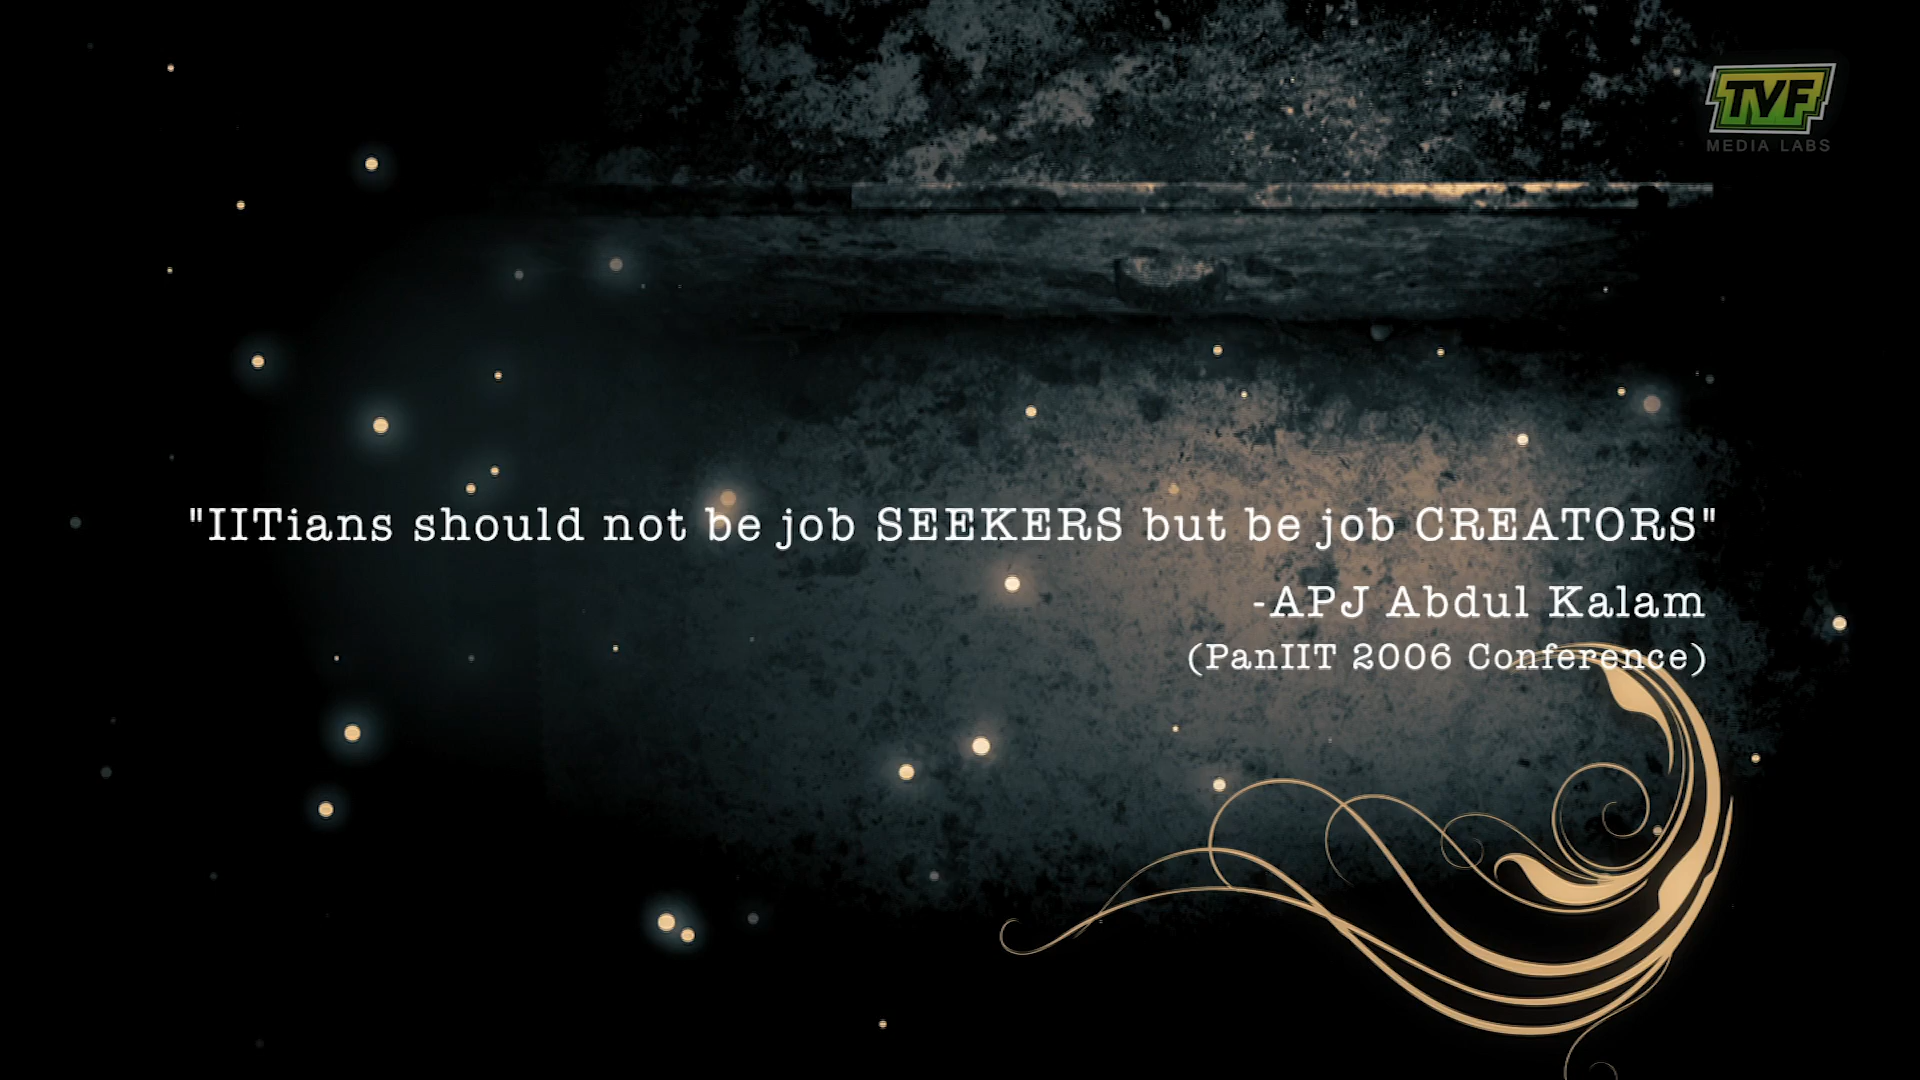 TVF
MEDIA LABS
"IITians should not be job SEEKERS but be job CREATORS"
-APJ Abdul Kalam
(PanIIT 2006 Conference)